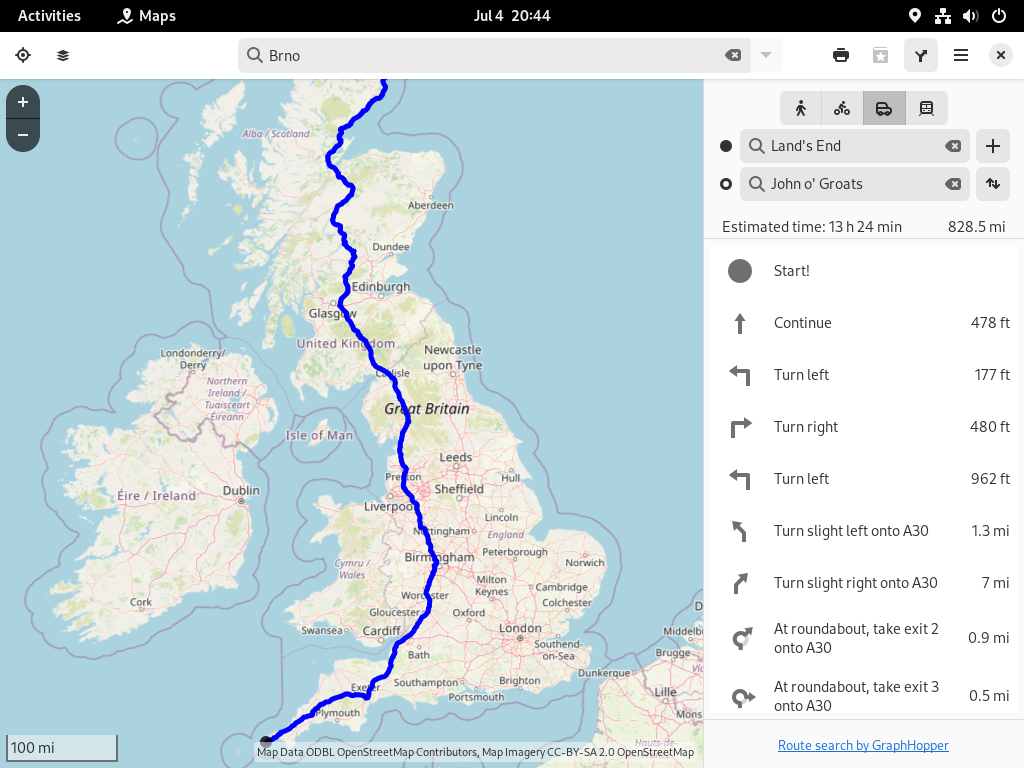 Activities
Maps
Jul 4 20:44
Brno
Land's End
John o' Groats
Estimated time: 13 h 24 min
828.5 mi
Start!
Continue
478 ft
Turn left
177 ft
Turn right
480 ft
Turn left
962 ft
Turn slight left onto A30
1.3 mi
Turn slight right onto A30
7 mi
At roundabout, take exit 2
onto A30
0.9 mi
At roundabout, take exit 3
onto A30
0.5 mi
Route search by GraphHopper
+
−
Alba / Scotland
Aberdeen
Dundee
Edinburgh
Glasgow
United Kingdom
Newcastle
upon Tyne
Londonderry/
Derry
Carlisle
Northern
Ireland /
Tuaisceart
Éireann
Great Britain
Isle of Man
Leeds
Preston
Hull
Dublin
Éire / Ireland
Sheffield
Liverpool
Lincoln
Nottingham
England
Birmingham
Peterborough
Norwich
Cymru /
Wales
Milton
Keynes
Cambridge
Worcester
Colchester
Cork
Gloucester
Oxford
Swansea
Cardiff
London
Bath
Southend-
on-Sea
Middelb
D
Brugge
Vla
Dunkerque
Southampton
Brighton
Exeter
Portsmouth
Lille
Plymouth
Mons
Hauts-de-
100 mi
Map Data ODBL OpenStreetMap Contributors, Map Imagery CC-BY-SA 2.0 OpenStreetMap